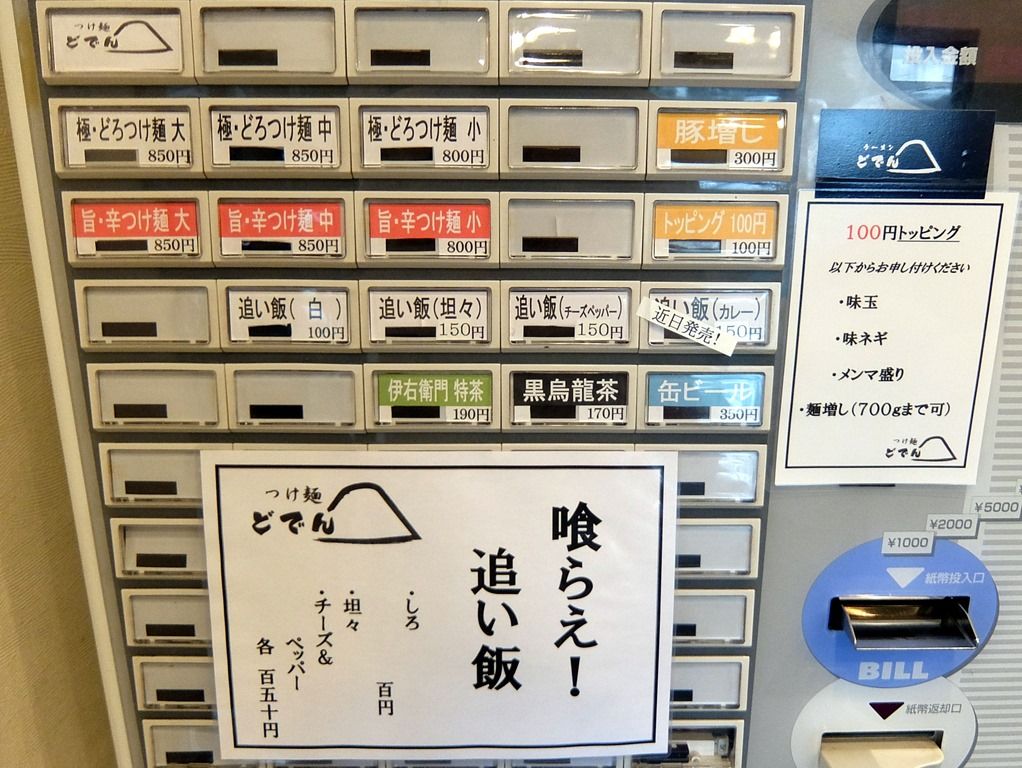 つけ麺
どでん
投入金額
極・どろつけ麺 大
850円
極・どろつけ麺 中
850円
極・どろつけ麺 小
800円
豚増し
300円
旨・辛つけ麺 大
850円
旨・辛つけ麺 中
850円
旨・辛つけ麺 小
800円
トッピング 100円
100円
追い飯( 白 )
100円
追い飯(坦々)
150円
追い飯(チーズペッパー)
150円
追い飯(カレー)
150円
近日発売!
伊右衛門 特茶
190円
黒烏龍茶
170円
缶ビール
350円
ラーメン
どでん
100円トッピング
以下からお申し付けください
・味玉
・味ネギ
・メンマ盛り
・麺増し(700gまで可)
つけ麺
どでん
つけ麺
どでん
喰らえ!
追い飯
・しろ 百円
・坦々
・チーズ&
ペッパー
各 百五十円
¥1000
¥2000
¥5000
紙幣投入口
BILL
紙幣返却口